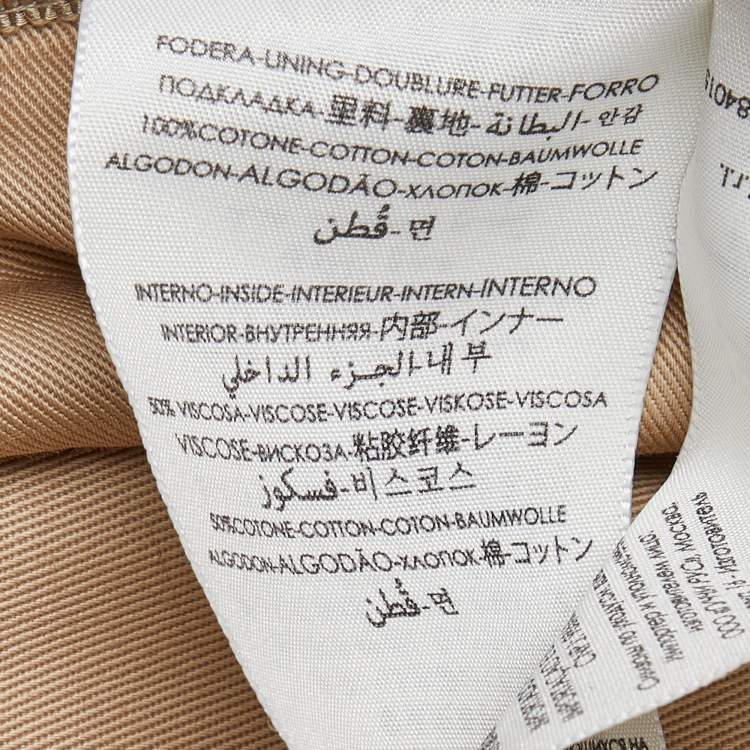 FODERA-LINING-DOUBLURE-FUTTER-FORRO
ПОДКЛАДКА-里料-裏地-البطانة-안감
100%COTONE-COTTON-COTON-BAUMWOLLE
ALGODON-ALGODÃO-ХЛОПОК-棉-コットン
قُطن-면
INTERNO-INSIDE-INTERIEUR-INTERN-INTERNO
INTERIOR-ВНУТРЕННЯЯ-内部-インナー
الجزء الداخلي-내부
50% VISCOSA-VISCOSE-VISCOSE-VISKOSE-VISCOSA
VISCOSE-ВИСКОЗА-粘胶纤维-レーヨン
فسكوز-비스코스
50%COTONE-COTTON-COTON-BAUMWOLLE
ALGODON-ALGODÃO-ХЛОПОК-棉-コットン
قُطن-면
84015